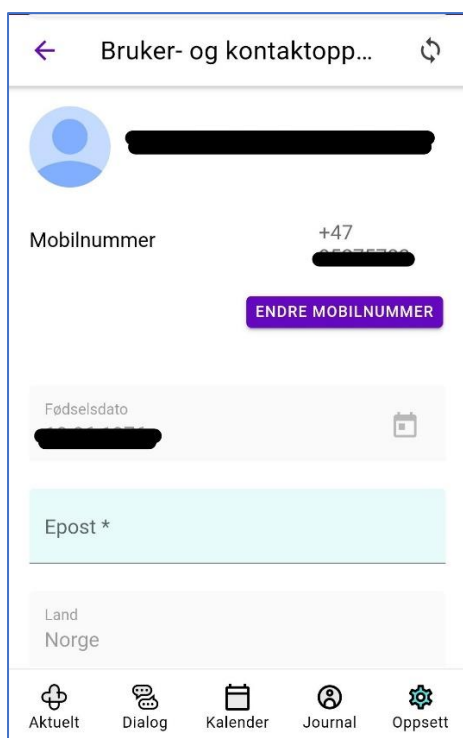 Bruker- og kontaktopp...
Mobilnummer
+47
ENDRE MOBILNUMMER
Fødselsdato
Epost *
Land
Norge
Aktuelt
Dialog
Kalender
Journal
Oppsett